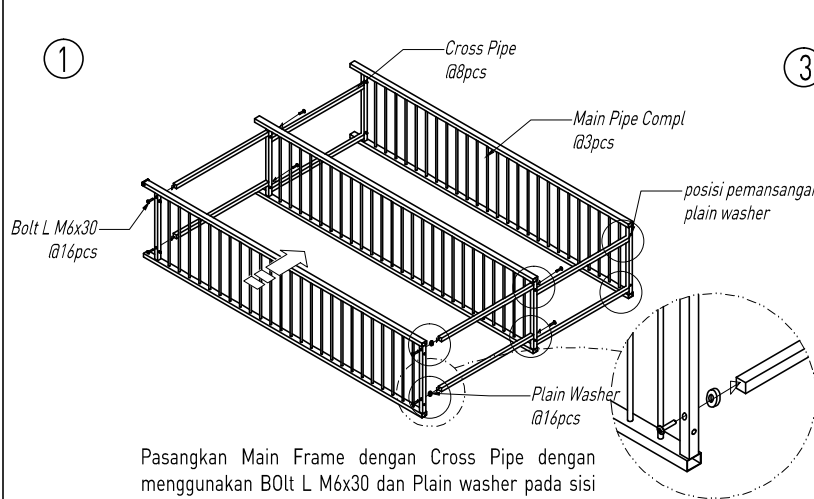 1
Cross Pipe
@8pcs
3
Main Pipe Compl
@3pcs
posisi pemansangan
plain washer
Bolt L M6x30
@16pcs
Plain Washer
@16pcs
Pasangkan Main Frame dengan Cross Pipe dengan
menggunakan BOlt L M6x30 dan Plain washer pada sisi